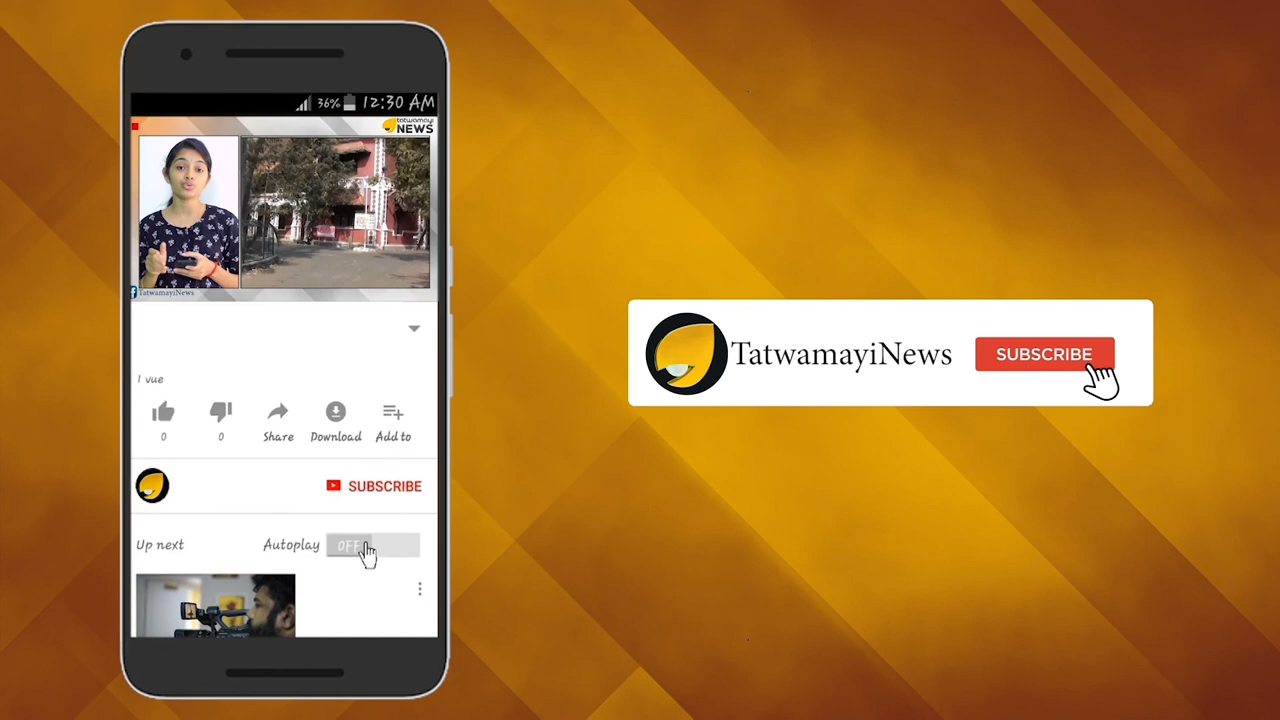 36% 12:30 AM
tatwamayi
NEWS
TatwamayiNews
1 vue
0 0 Share Download Add to
SUBSCRIBE
Up next Autoplay OFF
TatwamayiNews SUBSCRIBE